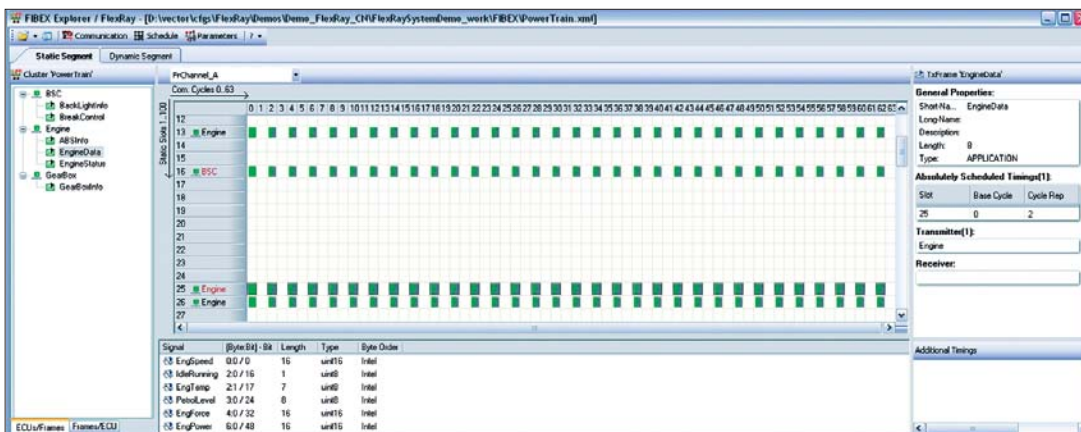 FIBEX Explorer / FlexRay - [D:\vector\cfgs\FlexRay\Demos\Demo_FlexRay_CN\FlexRaySystemDemo_work\FIBEX\PowerTrain.xml]
Communication Schedule Parameters ?
Static Segment Dynamic Segment
Cluster 'PowerTrain'
BSC
BackLightInfo
BreakControl
Engine
ABSInfo
EngineData
EngineStatus
GearBox
GearBoxInfo
ECUs/Frames Frames/ECU
FrChannel_A
Com. Cycles 0..63
Static Slots 1..100
0 1 2 3 4 5 6 7 8 9 10 11 12 13 14 15 16 17 18 19 20 21 22 23 24 25 26 27 28 29 30 31 32 33 34 35 36 37 38 39 40 41 42 43 44 45 46 47 48 49 50 51 52 53 54 55 56 57 58 59 60 61 62
12
13 Engine
14
15
16 BSC
17
18
19
20
21
22
23
24
25 Engine
26 Engine
27
Signal [Byte:Bit] - Bit Length Type Byte Order
EngSpeed 0:0 / 0 16 uint16 Intel
IdleRunning 2:0 / 16 1 uint8 Intel
EngTemp 2:1 / 17 7 uint8 Intel
PetrolLevel 3:0 / 24 8 uint8 Intel
EngForce 4:0 / 32 16 uint16 Intel
EngPower 6:0 / 48 16 uint16 Intel
TxFrame 'EngineData'
General Properties:
Short-Na... EngineData
Long-Name:
Description:
Length: 8
Type: APPLICATION
Absolutely Scheduled Timings(1):
Slot Base Cycle Cycle Rep
25 0 2
Transmitter(1):
Engine
Receiver:
Additional Timings